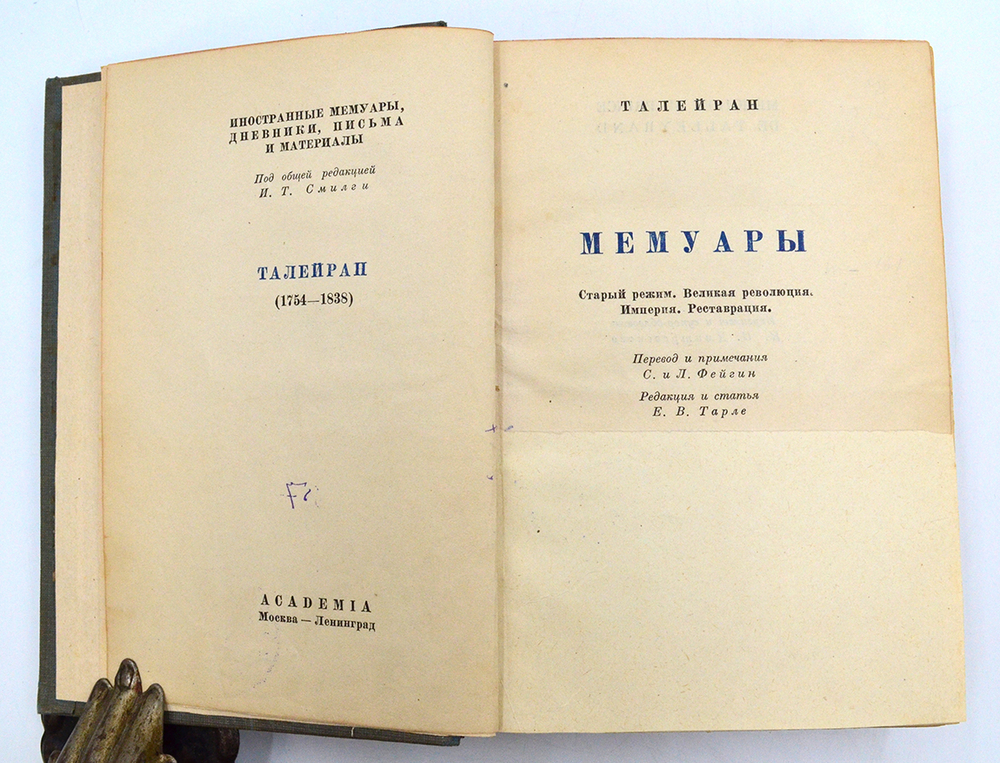 ИНОСТРАННЫЕ МЕМУАРЫ,
ДНЕВНИКИ, ПИСЬМА
И МАТЕРИАЛЫ
Под общей редакцией
И. Т. Смилги
ТАЛЕЙРАН
(1754—1838)
ACADEMIA
Москва — Ленинград
ТАЛЕЙРАН
МЕМУАРЫ
Старый режим. Великая революция.
Империя. Реставрация.
Перевод и примечания
С. и Л. Фейгин
Редакция и статья
Е. В. Тарле